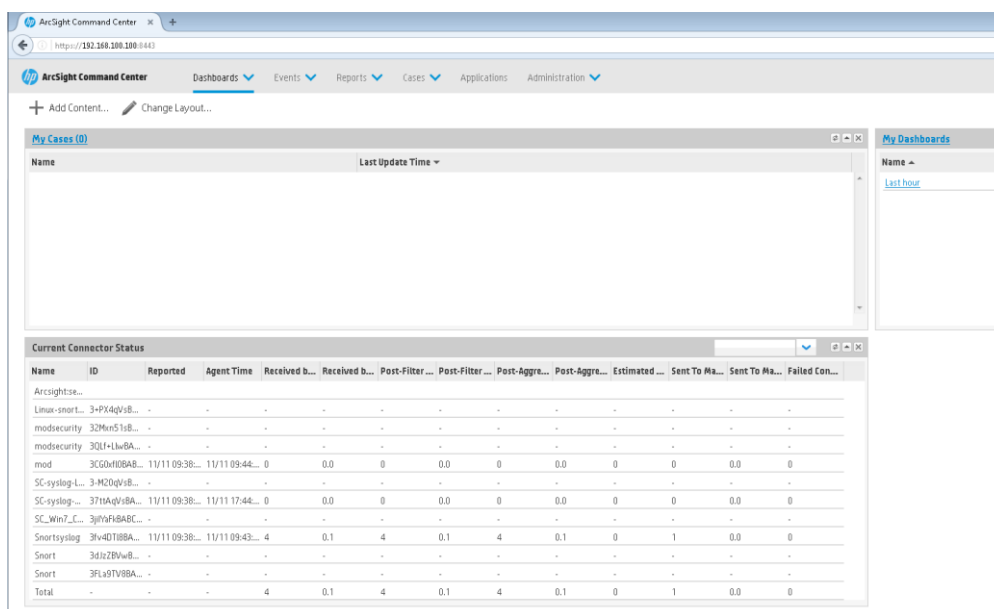 ArcSight Command Center × +
https://192.168.100.100:8443
hp ArcSight Command Center Dashboards Events Reports Cases Applications Administration
Add Content... Change Layout...
My Cases (0)
Name Last Update Time
My Dashboards
Name
Last hour
Current Connector Status
Name ID Reported Agent Time Received b... Received b... Post-Filter ... Post-Filter ... Post-Aggre... Post-Aggre... Estimated ... Sent To Ma... Sent To Ma... Failed Con...
Arcsight:se...
Linux-snort... 3+PX4qVsB... - - - - - - - - - - - -
modsecurity 32Mxn51sB... - - - - - - - - - - - -
modsecurity - - - - - - - - - - - -
mod 11/11 09:38:... 11/11 09:44:... 0 0.0 0 0.0 0 0.0 0 0 0.0 0
SC-syslog-L... 3-M20qVsB... - - - - - - - - - - - -
SC-syslog-... 37ttAqVsBA... 11/11 09:38:... 11/11 17:44:... 0 0.0 0 0.0 0 0.0 0 0 0.0 0
SC_Win7_C... - - - - - - - - - - - -
Snortsyslog 11/11 09:38:... 11/11 09:43:... 4 0.1 4 0.1 4 0.1 0 1 0.0 0
Snort 3dJzZBVwB... - - - - - - - - - - - -
Snort 3FLa9TV8BA... - - - - - - - - - - - -
Total - - - 4 0.1 4 0.1 4 0.1 0 1 0.0 0